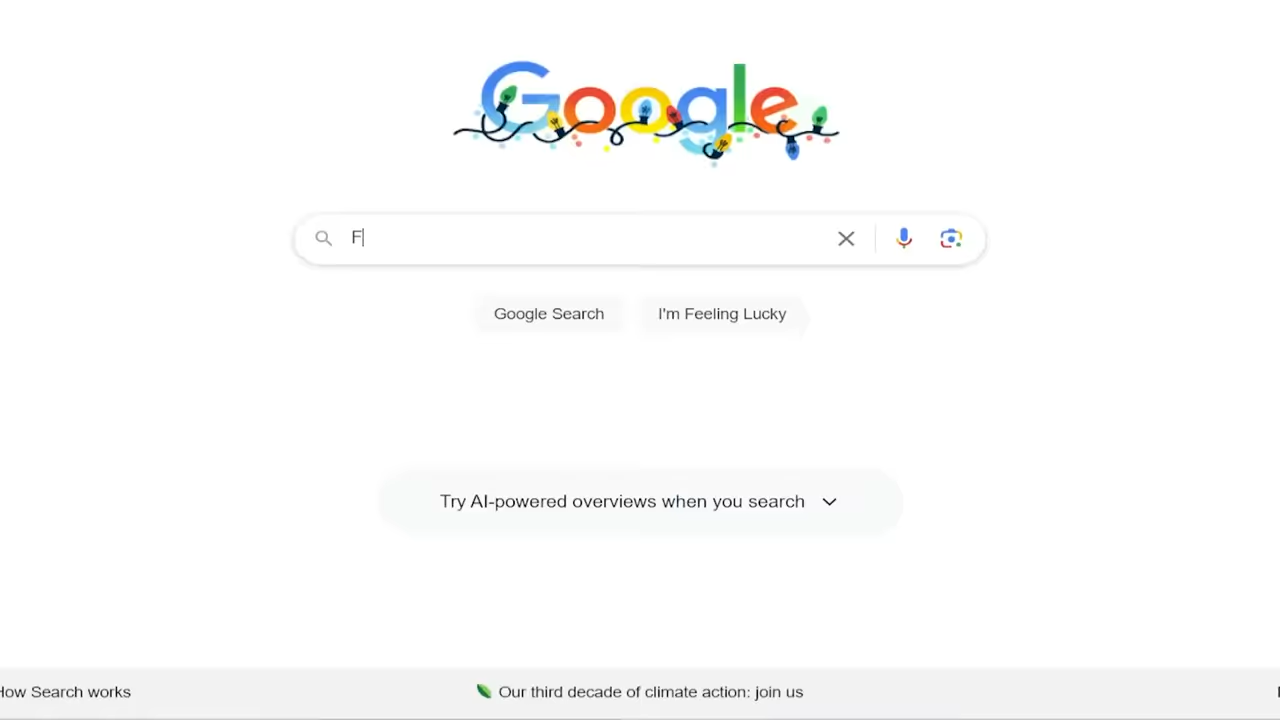 Google
F
Google Search
I'm Feeling Lucky
Try AI-powered overviews when you search
How Search works
Our third decade of climate action: join us